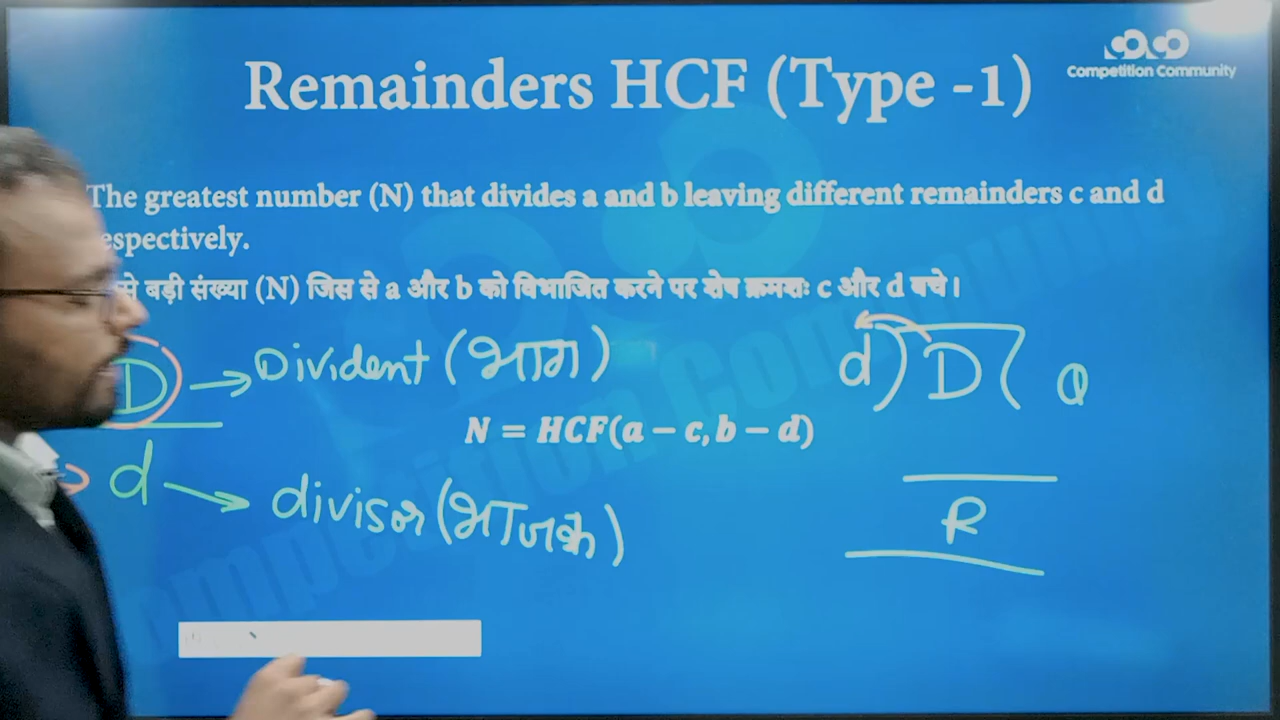 Remainders HCF (Type -1)
Competition Community
The greatest number (N) that divides a and b leaving different remainders c and d
espectively.
से बड़ी संख्या (N) जिस से a और b को विभाजित करने पर शेष क्रमशः c और d बचे।
D → Divident (भाग)
d) D ( Q
N = HCF(a − c, b − d)
d → divisor (भाजक)
R